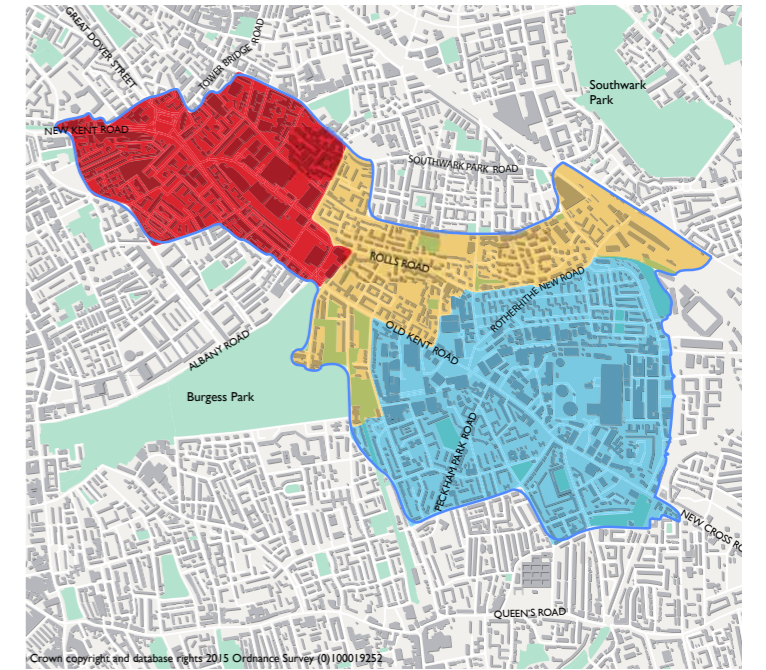 GREAT DOVER STREET
TOWER BRIDGE ROAD
Southwark
Park
NEW KENT ROAD
SOUTHWARK PARK ROAD
ROLLS ROAD
ROTHERHITHE NEW ROAD
OLD KENT ROAD
ALBANY ROAD
Burgess Park
PECKHAM PARK ROAD
NEW CROSS RO
QUEEN'S ROAD
Crown copyright and database rights 2015 Ordnance Survey (0)100019252